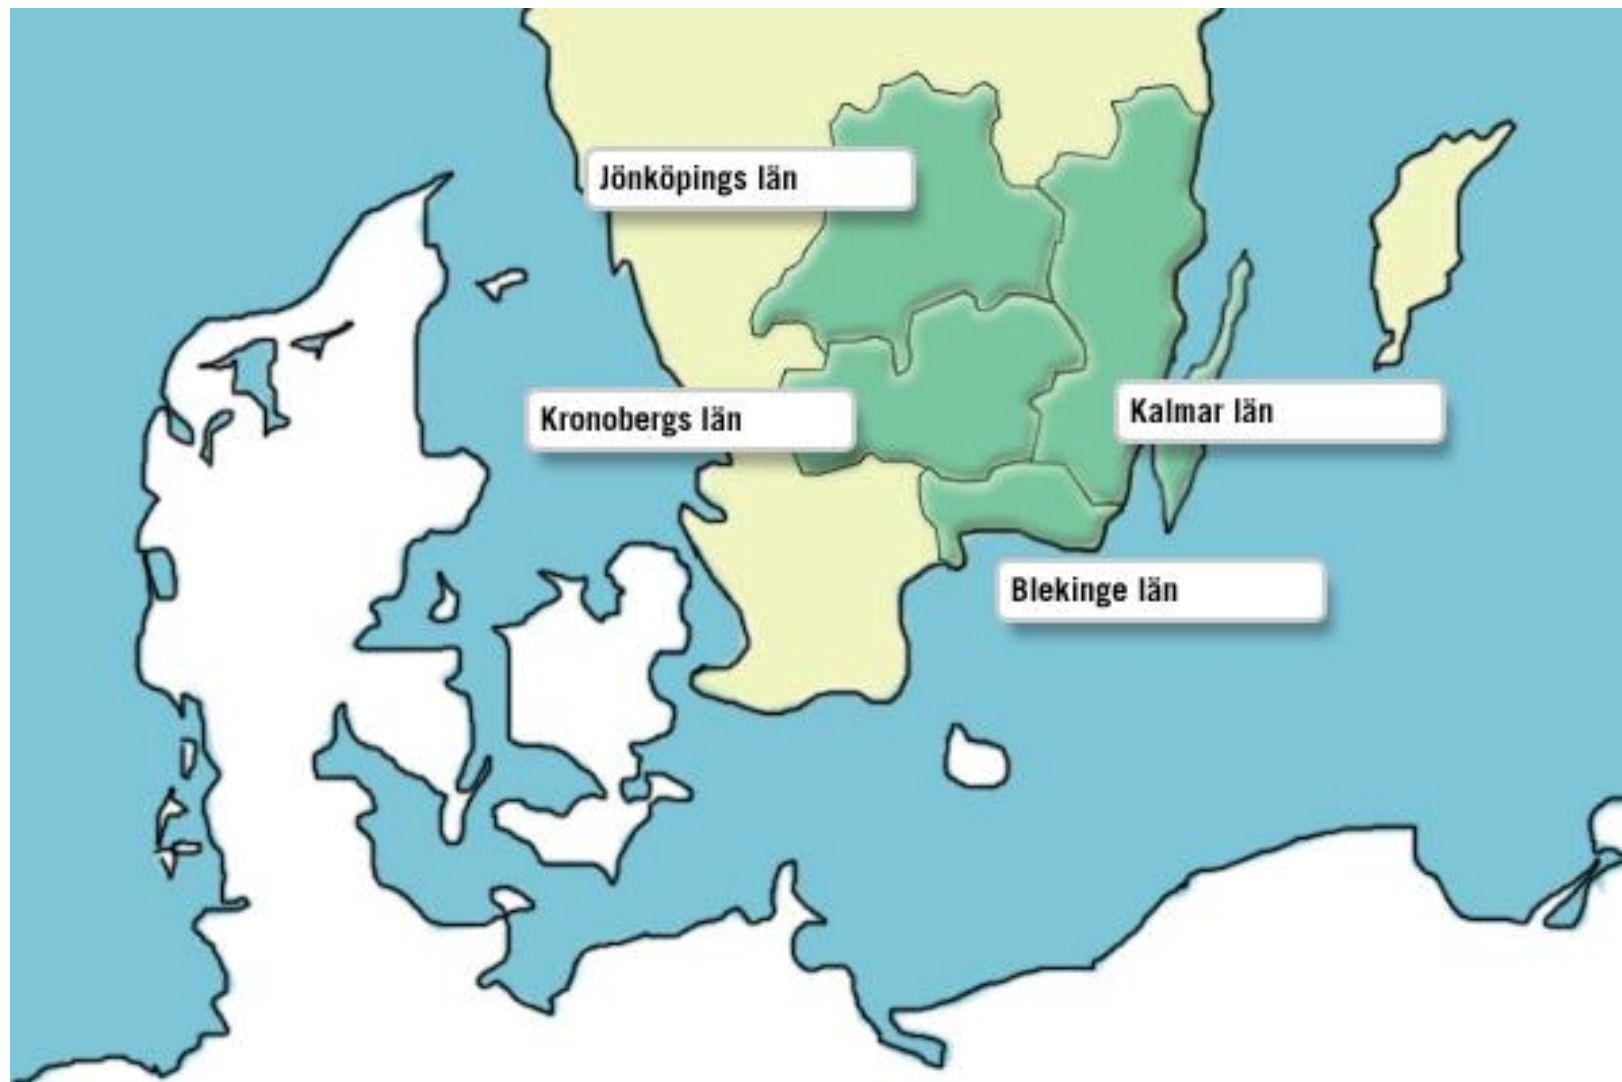 Jönköpings län
Kronobergs län
Kalmar län
Blekinge län